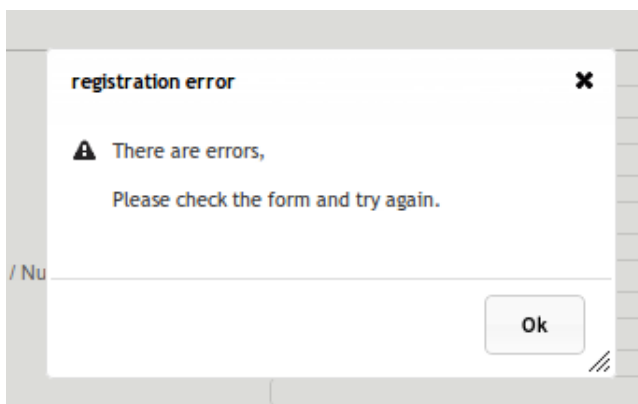 registration error
There are errors,
Please check the form and try again.
/ Nu
Ok